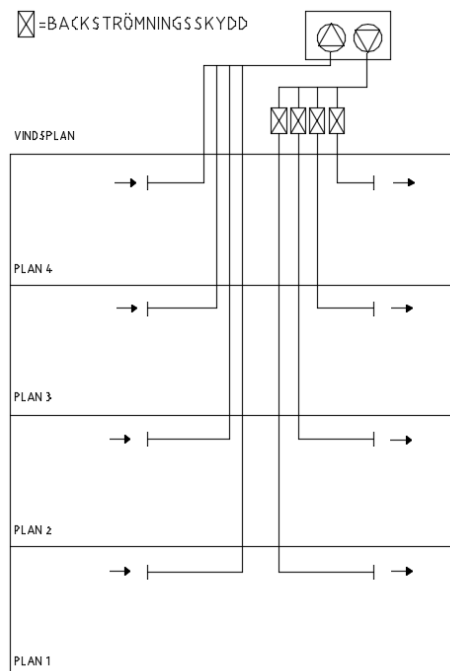 =BACKSTRÖMNINGSSKYDD
VINDSPLAN
PLAN 4
PLAN 3
PLAN 2
PLAN 1